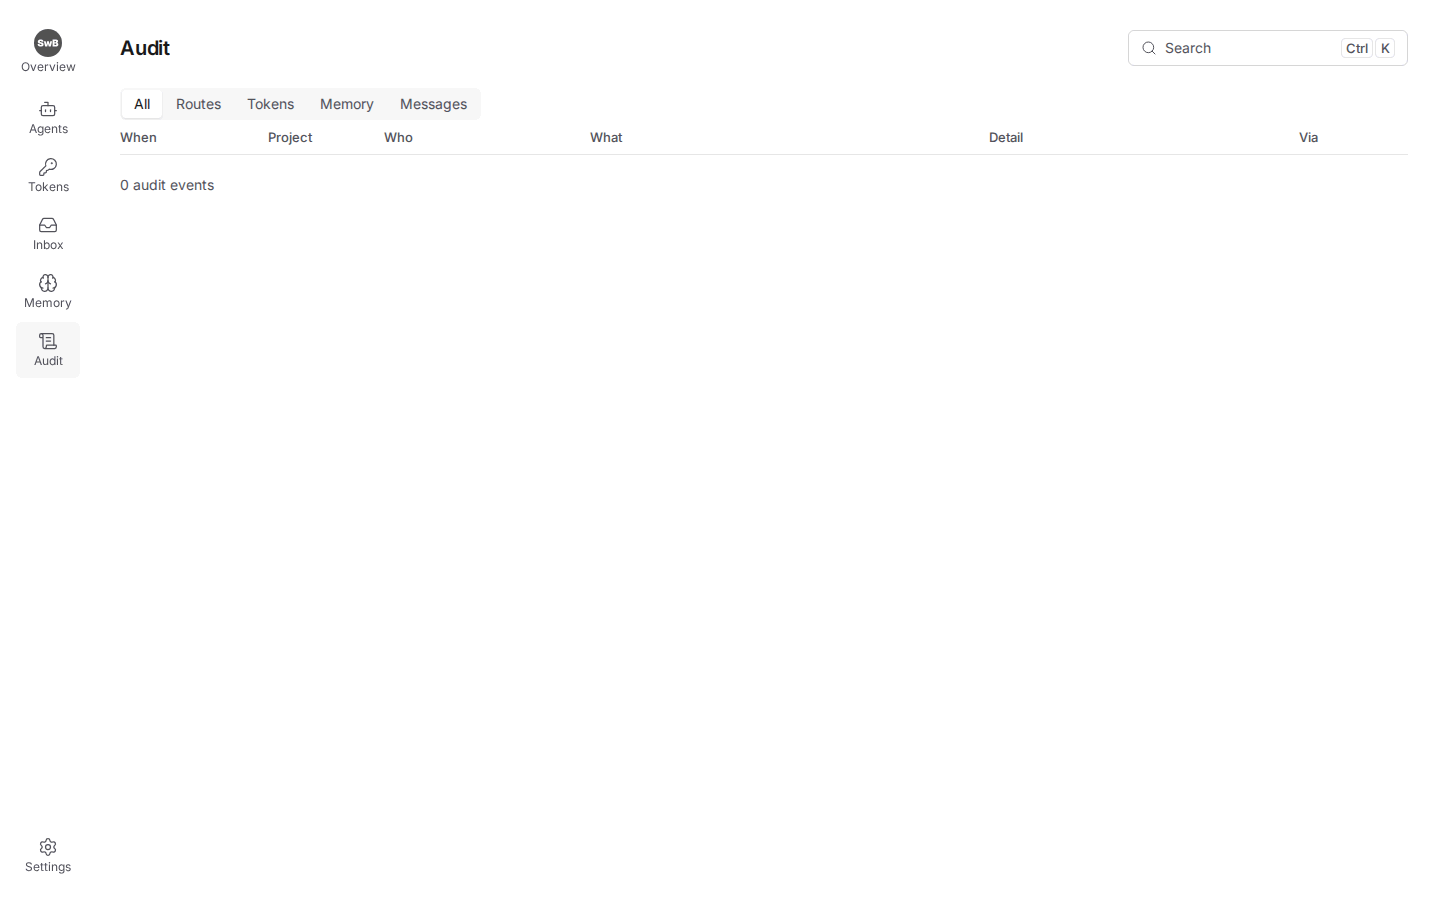 SwB
Overview
Agents
Tokens
Inbox
Memory
Audit
Settings
Audit
Search Ctrl K
All Routes Tokens Memory Messages
When Project Who What Detail Via
0 audit events